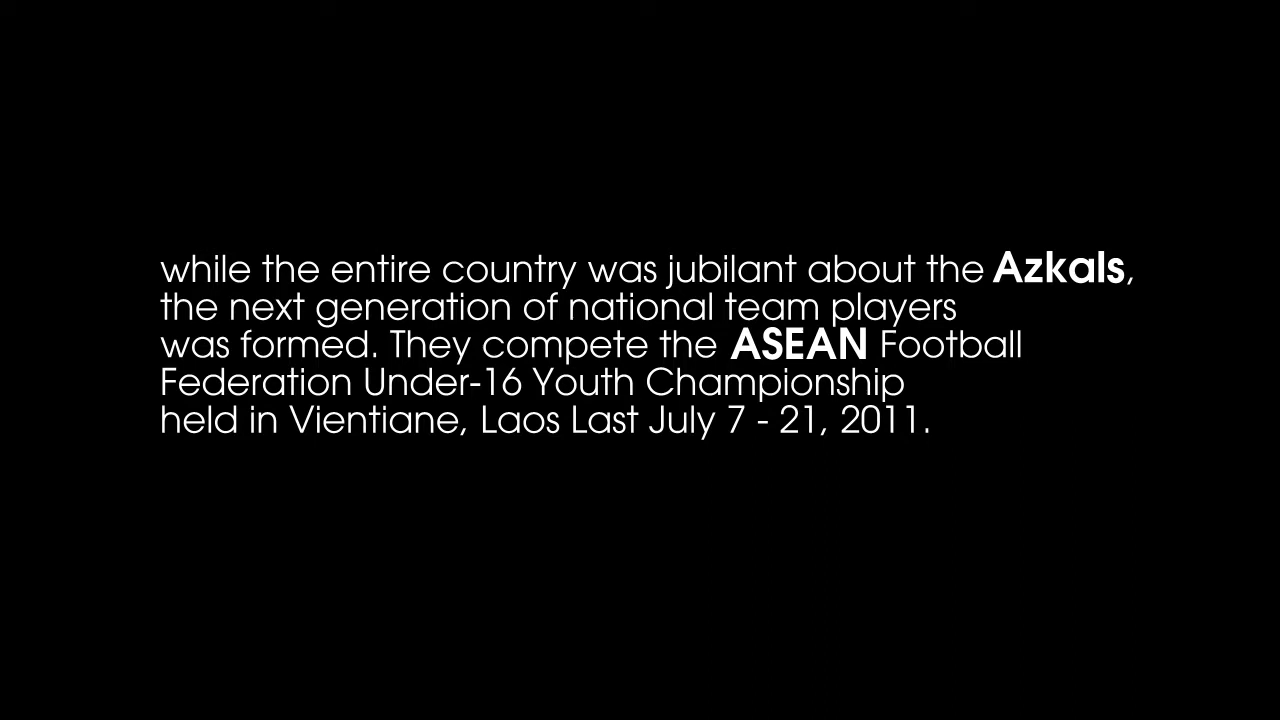 while the entire country was jubilant about the Azkals,
the next generation of national team players
was formed. They compete the ASEAN Football
Federation Under-16 Youth Championship
held in Vientiane, Laos Last July 7 - 21, 2011.